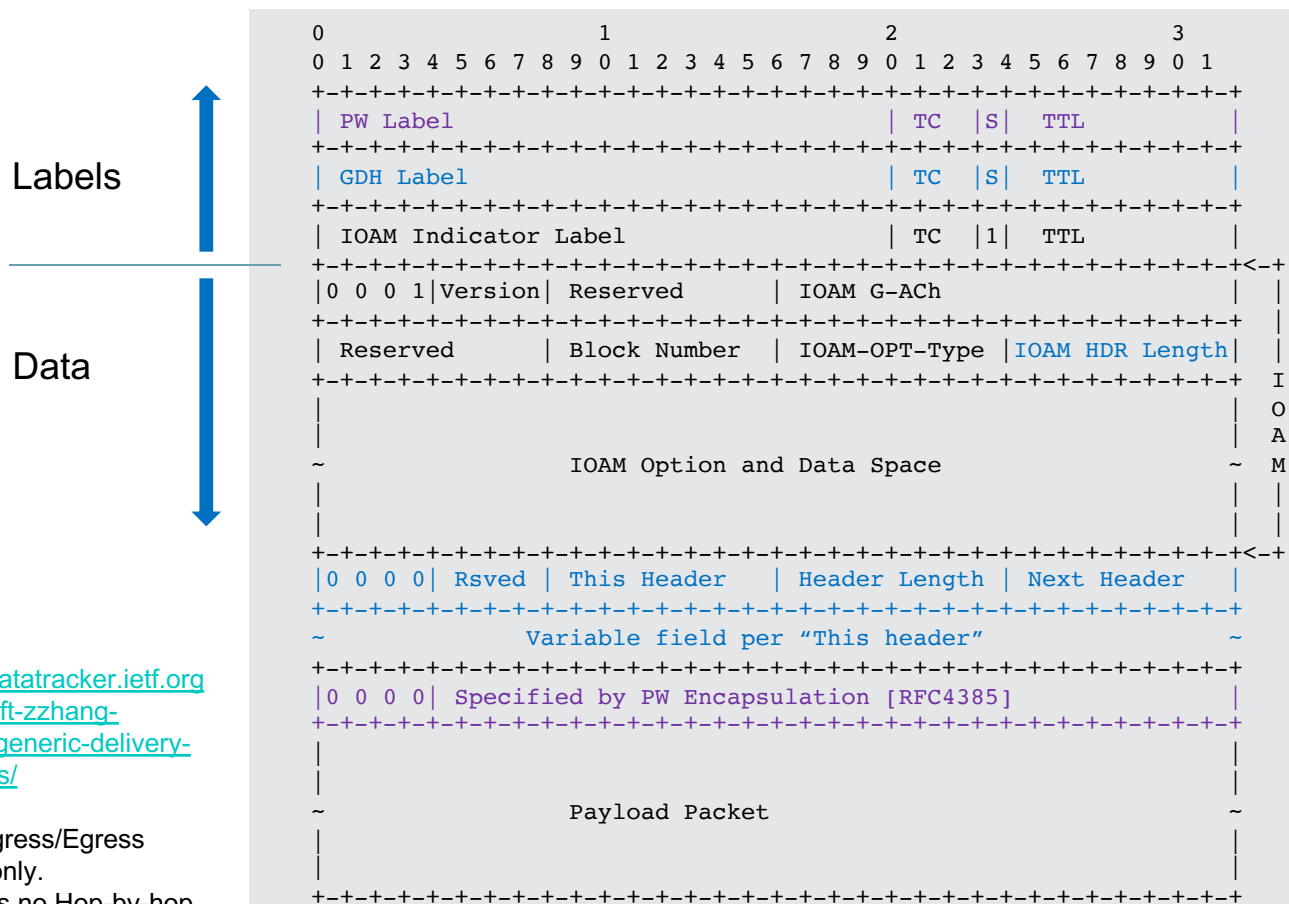 0                   1                   2                   3
0 1 2 3 4 5 6 7 8 9 0 1 2 3 4 5 6 7 8 9 0 1 2 3 4 5 6 7 8 9 0 1
+-+-+-+-+-+-+-+-+-+-+-+-+-+-+-+-+-+-+-+-+-+-+-+-+-+-+-+-+-+-+-+-+
| PW Label                              | TC  |S|  TTL          |
+-+-+-+-+-+-+-+-+-+-+-+-+-+-+-+-+-+-+-+-+-+-+-+-+-+-+-+-+-+-+-+-+
Labels
| GDH Label                             | TC  |S|  TTL          |
+-+-+-+-+-+-+-+-+-+-+-+-+-+-+-+-+-+-+-+-+-+-+-+-+-+-+-+-+-+-+-+-+
| IOAM Indicator Label                  | TC  |1|  TTL          |
+-+-+-+-+-+-+-+-+-+-+-+-+-+-+-+-+-+-+-+-+-+-+-+-+-+-+-+-+-+-+-+-+<-+
|0 0 0 1|Version| Reserved      | IOAM G-ACh                    |  |
+-+-+-+-+-+-+-+-+-+-+-+-+-+-+-+-+-+-+-+-+-+-+-+-+-+-+-+-+-+-+-+-+  |
Data
| Reserved      | Block Number  | IOAM-OPT-Type |IOAM HDR Length|  |
+-+-+-+-+-+-+-+-+-+-+-+-+-+-+-+-+-+-+-+-+-+-+-+-+-+-+-+-+-+-+-+-+  I
|                                                               |  O
|                                                               |  A
~                 IOAM Option and Data Space                    ~  M
|                                                               |  |
|                                                               |  |
+-+-+-+-+-+-+-+-+-+-+-+-+-+-+-+-+-+-+-+-+-+-+-+-+-+-+-+-+-+-+-+-+<-+
|0 0 0 0| Rsved | This Header   | Header Length | Next Header   |
+-+-+-+-+-+-+-+-+-+-+-+-+-+-+-+-+-+-+-+-+-+-+-+-+-+-+-+-+-+-+-+-+
~              Variable field per “This header”                 ~
+-+-+-+-+-+-+-+-+-+-+-+-+-+-+-+-+-+-+-+-+-+-+-+-+-+-+-+-+-+-+-+-+
|0 0 0 0| Specified by PW Encapsulation [RFC4385]               |
+-+-+-+-+-+-+-+-+-+-+-+-+-+-+-+-+-+-+-+-+-+-+-+-+-+-+-+-+-+-+-+-+
|                                                               |
|                                                               |
~                 Payload Packet                                ~
|                                                               |
|                                                               |
+-+-+-+-+-+-+-+-+-+-+-+-+-+-+-+-+-+-+-+-+-+-+-+-+-+-+-+-+-+-+-+-+
atatracker.ietf.org
ft-zzhang-
generic-delivery-
s/
gress/Egress
only.
s no Hop-by-hop